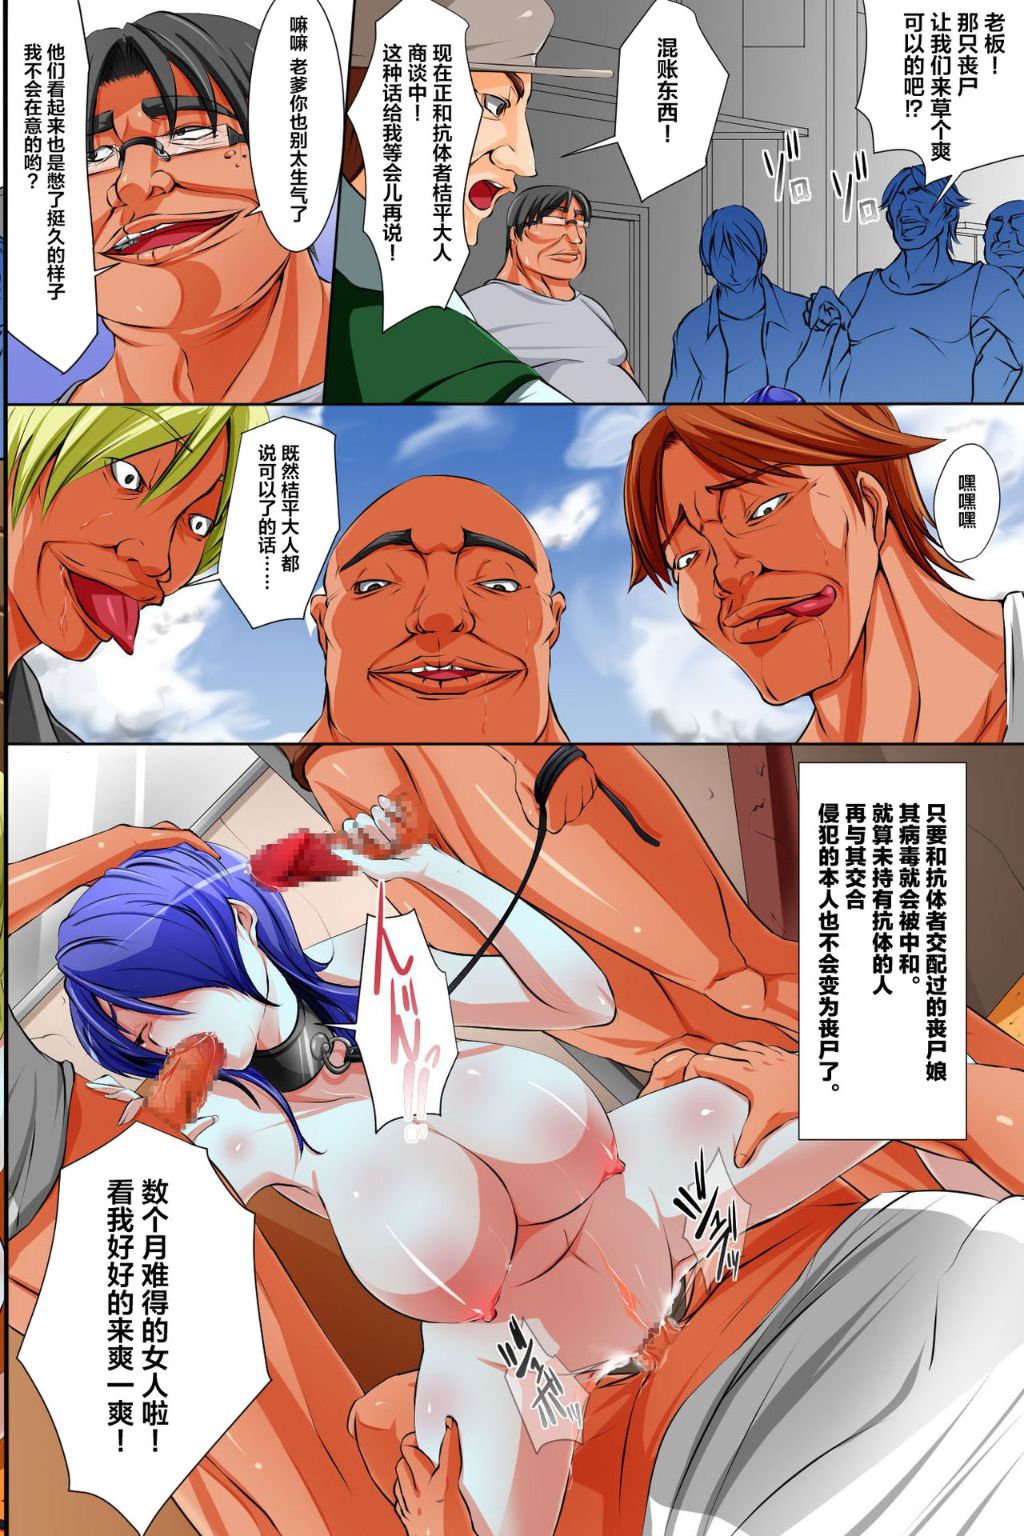 老板！
那只丧尸
让我们来草个爽
可以的吧！？
ゾロ
ゾロ
混账东西！
现在正和抗体者桔平大人
商谈中！
这种话给我等会儿再说！
嘛嘛 老爹你也别太生气了
他们看起来也是憋了挺久的样子
我不会在意的哟？
嘿嘿嘿
既然桔平大人都
说可以了的话……
只要和抗体者交配过的丧尸娘
其病毒就会被中和。
就算未持有抗体的人
再与其交合
侵犯的本人也不会变为丧尸了。
数个月难得的女人啦！
看我好好的来爽一爽！